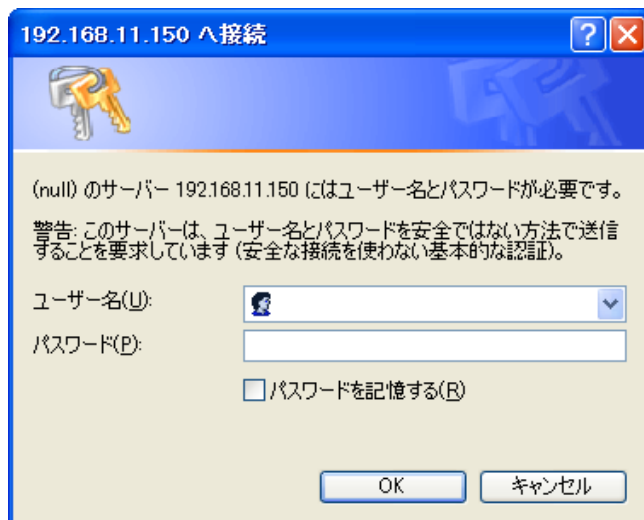 192.168.11.150 へ接続
(null) のサーバー 192.168.11.150 にはユーザー名とパスワードが必要です。
警告: このサーバーは、ユーザー名とパスワードを安全ではない方法で送信
することを要求しています (安全な接続を使わない基本的な認証)。
ユーザー名(U):
パスワード(P):
パスワードを記憶する(R)
OK キャンセル